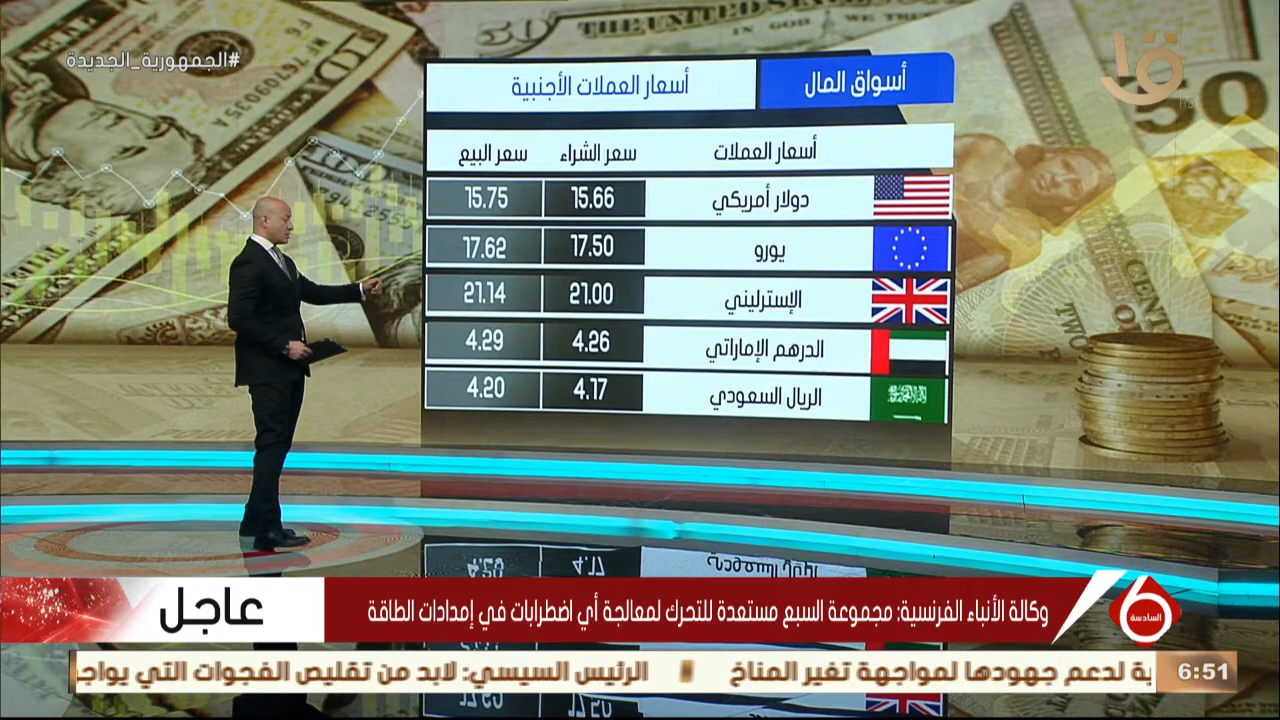 #الجمهورية_الجديدة
أسواق المال
أسعار العملات الأجنبية
أسعار العملات سعر الشراء سعر البيع
دولار أمريكي 15.66 15.75
يورو 17.50 17.62
الإسترليني 21.00 21.14
الدرهم الإماراتي 4.26 4.29
الريال السعودي 4.17 4.20
عاجل
وكالة الأنباء الفرنسية: مجموعة السبع مستعدة للتحرك لمعالجة أي اضطرابات في إمدادات الطاقة
6 السادسة
6:51 ية لدعم جهودها لمواجهة تغير المناخ الرئيس السيسي: لابد من تقليص الفجوات التي يواج